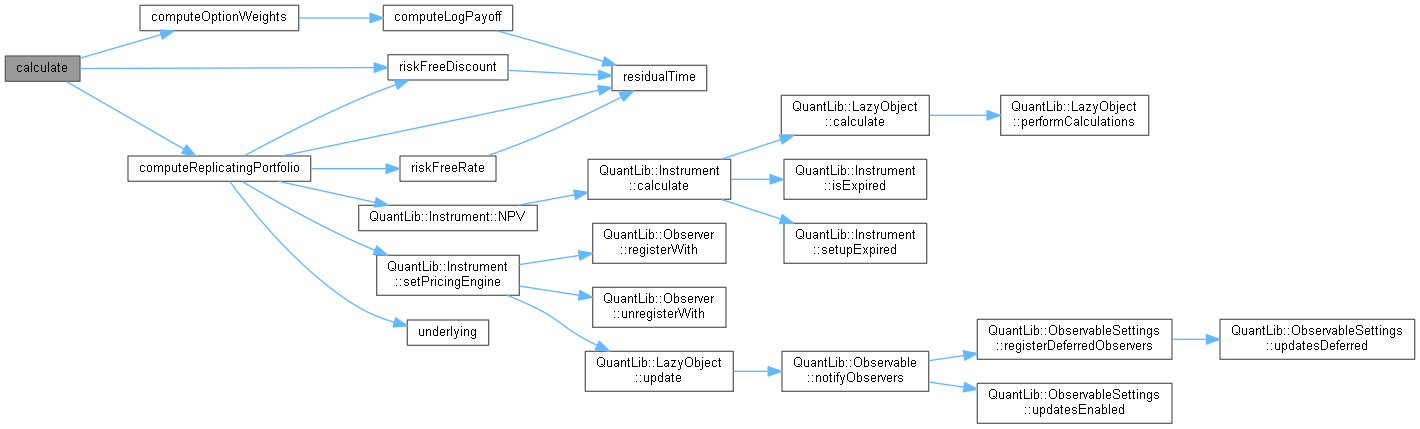 calculate
computeOptionWeights
computeLogPayoff
riskFreeDiscount
residualTime
computeReplicatingPortfolio
riskFreeRate
QuantLib::Instrument::NPV
QuantLib::Instrument
::calculate
QuantLib::LazyObject
::calculate
QuantLib::LazyObject
::performCalculations
QuantLib::Instrument
::isExpired
QuantLib::Instrument
::setupExpired
QuantLib::Instrument
::setPricingEngine
QuantLib::Observer
::registerWith
QuantLib::Observer
::unregisterWith
underlying
QuantLib::LazyObject
::update
QuantLib::Observable
::notifyObservers
QuantLib::ObservableSettings
::registerDeferredObservers
QuantLib::ObservableSettings
::updatesDeferred
QuantLib::ObservableSettings
::updatesEnabled